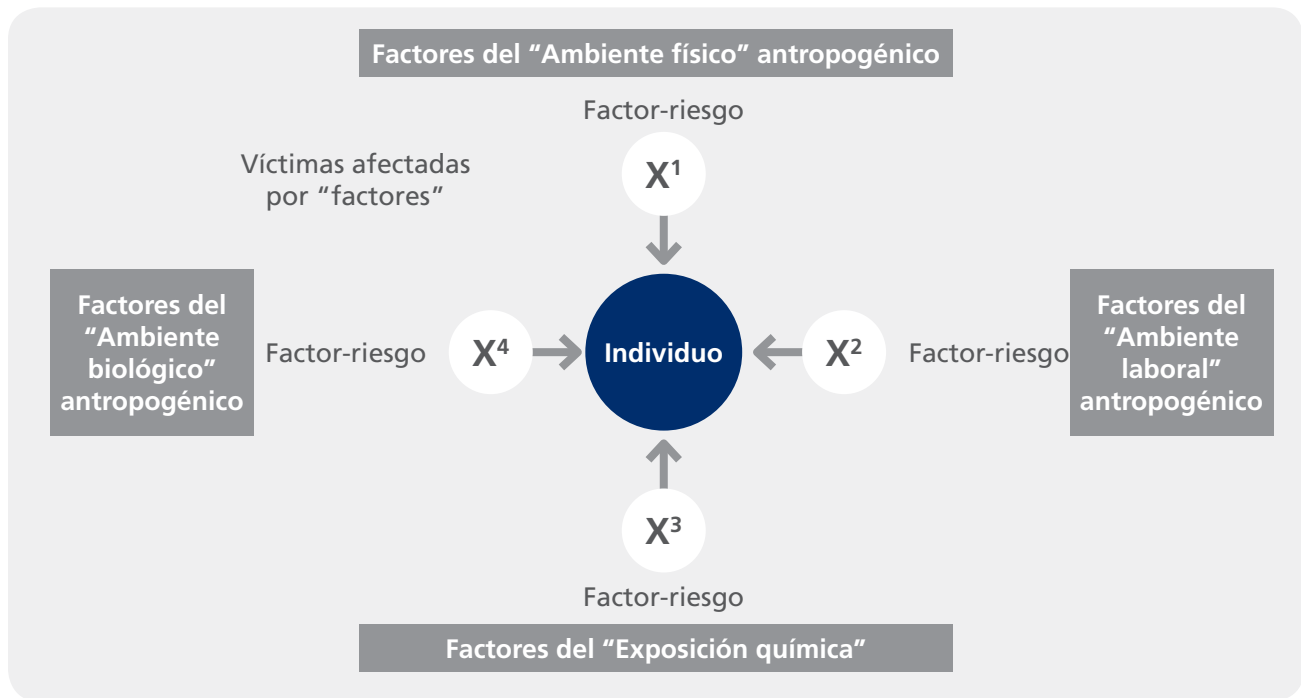 Factores del “Ambiente físico” antropogénico
Factor-riesgo
Víctimas afectadas
por “factores”
X¹
Factores del
“Ambiente
biológico”
antropogénico
Factor-riesgo
X⁴
Individuo
X²
Factor-riesgo
Factores del
“Ambiente
laboral”
antropogénico
X³
Factor-riesgo
Factores del “Exposición química”